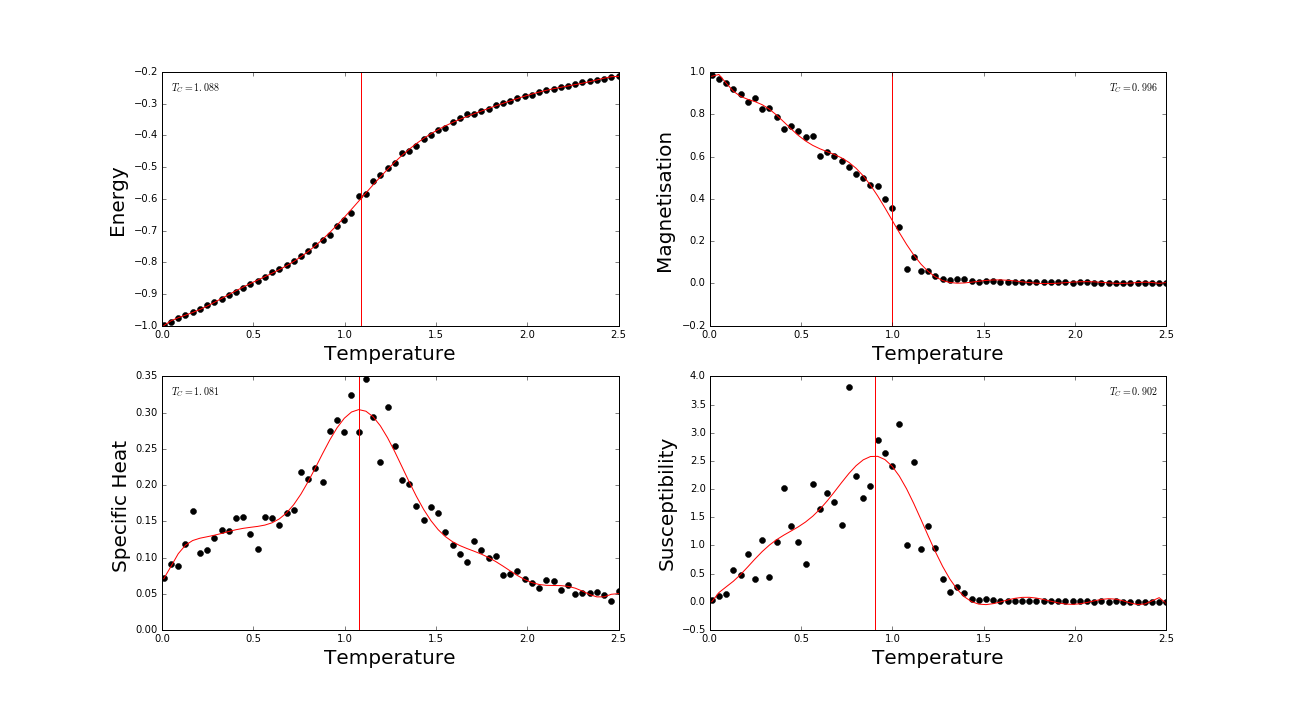 Energy
−0.2
−0.3
−0.4
−0.5
−0.6
−0.7
−0.8
−0.9
−1.0
T_C = 1.088
0.0 0.5 1.0 1.5 2.0 2.5
Temperature
Magnetisation
1.0
0.8
0.6
0.4
0.2
0.0
−0.2
T_C = 0.996
0.0 0.5 1.0 1.5 2.0 2.5
Temperature
Specific Heat
0.35
0.30
0.25
0.20
0.15
0.10
0.05
0.00
T_C = 1.081
0.0 0.5 1.0 1.5 2.0 2.5
Temperature
Susceptibility
4.0
3.5
3.0
2.5
2.0
1.5
1.0
0.5
0.0
−0.5
T_C = 0.902
0.0 0.5 1.0 1.5 2.0 2.5
Temperature